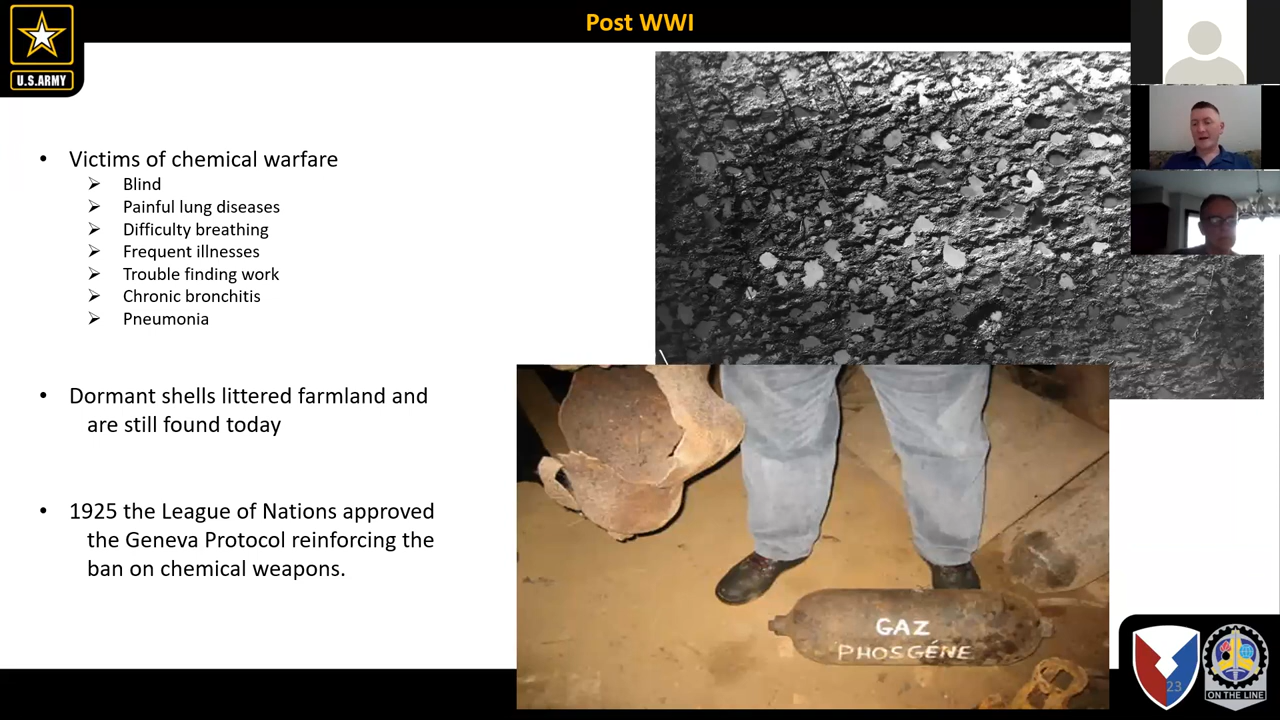 Post WWI
U.S.ARMY
• Victims of chemical warfare
➢ Blind
➢ Painful lung diseases
➢ Difficulty breathing
➢ Frequent illnesses
➢ Trouble finding work
➢ Chronic bronchitis
➢ Pneumonia
• Dormant shells littered farmland and
are still found today
• 1925 the League of Nations approved
the Geneva Protocol reinforcing the
ban on chemical weapons.
GAZ
PHOSGÉNE
23
ON THE LINE